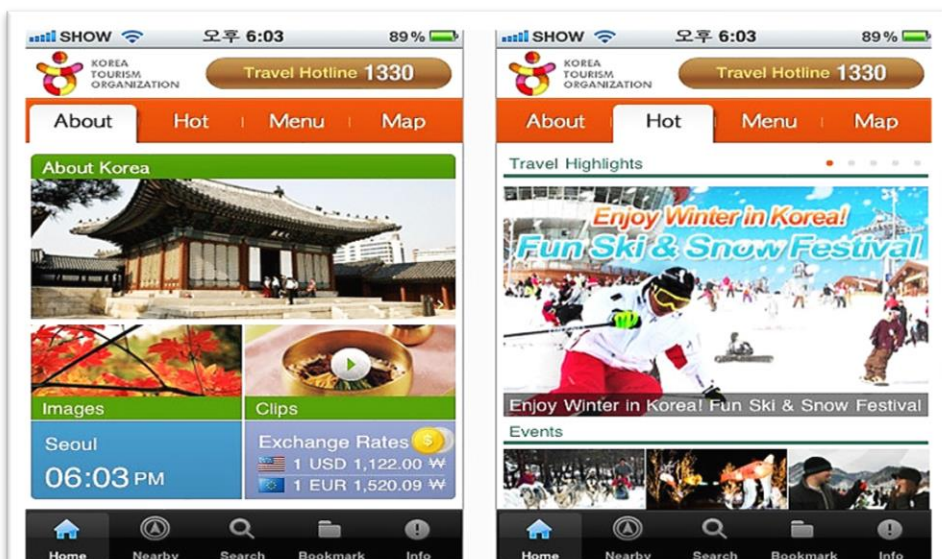 SHOW 오후 6:03 89%
KOREA
TOURISM
ORGANIZATION
Travel Hotline 1330
About Hot Menu Map
About Korea
Images Clips
Seoul
06:03 PM
Exchange Rates $
1 USD 1,122.00 ₩
1 EUR 1,520.09 ₩
Home Nearby Search Bookmark Info
SHOW 오후 6:03 89%
KOREA
TOURISM
ORGANIZATION
Travel Hotline 1330
About Hot Menu Map
Travel Highlights
Enjoy Winter in Korea!
Fun Ski & Snow Festival
Enjoy Winter in Korea! Fun Ski & Snow Festival
Events
Home Nearby Search Bookmark Info